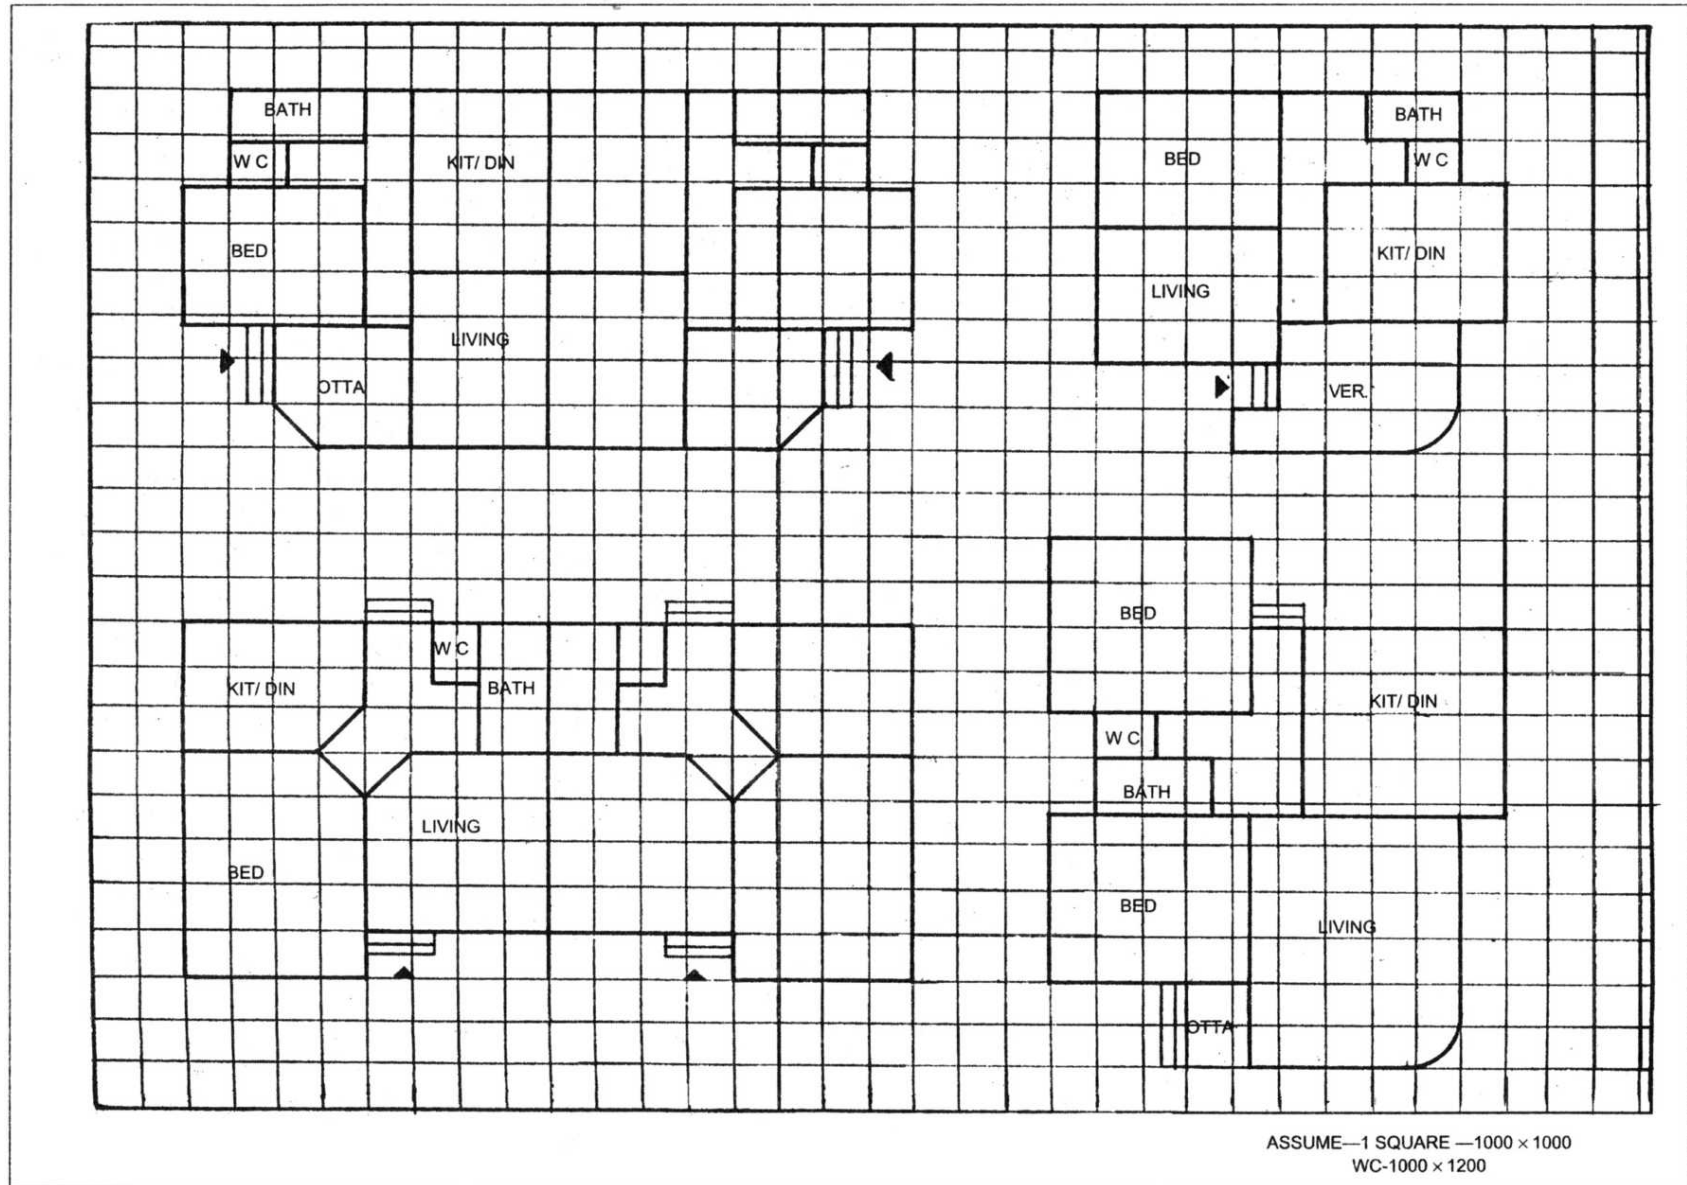 BATH
W C
KIT/ DIN
BED
LIVING
OTTA
BATH
BED
W C
KIT/ DIN
LIVING
VER.
W C
KIT/ DIN
BATH
LIVING
BED
BED
KIT/ DIN
W C
BATH
BED
LIVING
OTTA
ASSUME—1 SQUARE —1000 × 1000
WC-1000 × 1200